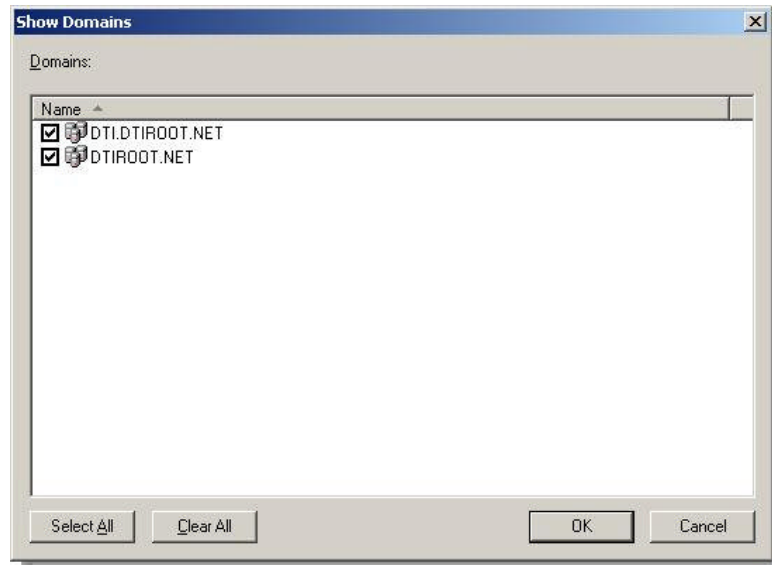 Show Domains
Domains:
Name
DTI.DTIROOT.NET
DTIROOT.NET
Select All
Clear All
OK
Cancel